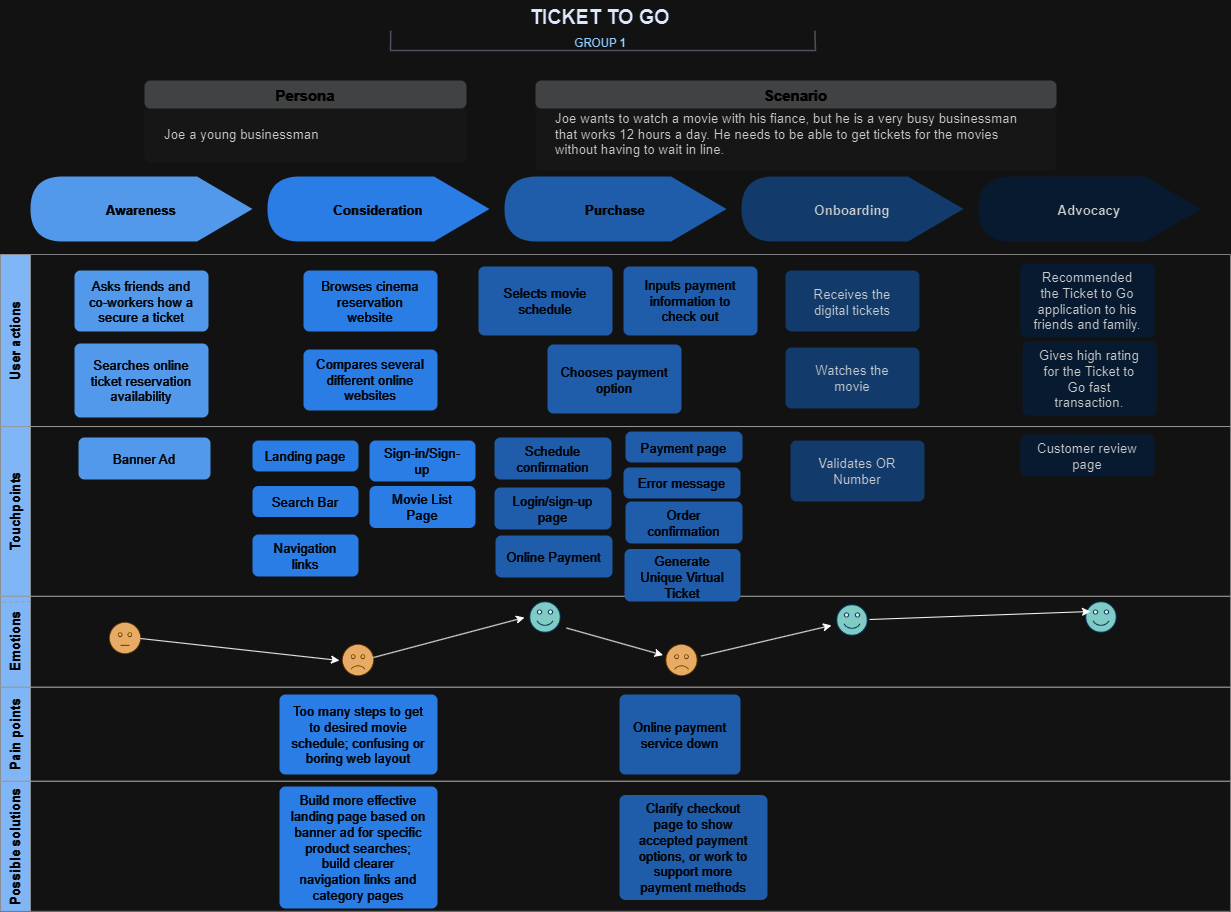 TICKET TO GO
GROUP 1
Persona
Joe a young businessman
Scenario
Joe wants to watch a movie with his fiance, but he is a very busy businessman
that works 12 hours a day. He needs to be able to get tickets for the movies
without having to wait in line.
Awareness
Consideration
Purchase
Onboarding
Advocacy
User actions
Asks friends and
co-workers how a
secure a ticket
Searches online
ticket reservation
availability
Browses cinema
reservation
website
Compares several
different online
websites
Selects movie
schedule
Inputs payment
information to
check out
Chooses payment
option
Receives the
digital tickets
Watches the
movie
Recommended
the Ticket to Go
application to his
friends and family.
Gives high rating
for the Ticket to
Go fast
transaction.
Touchpoints
Banner Ad
Landing page
Search Bar
Navigation
links
Sign-in/Sign-
up
Movie List
Page
Schedule
confirmation
Login/sign-up
page
Online Payment
Payment page
Error message
Order
confirmation
Generate
Unique Virtual
Ticket
Validates OR
Number
Customer review
page
Emotions
Pain points
Too many steps to get
to desired movie
schedule; confusing or
boring web layout
Online payment
service down
Possible solutions
Build more effective
landing page based on
banner ad for specific
product searches;
build clearer
navigation links and
category pages
Clarify checkout
page to show
accepted payment
options, or work to
support more
payment methods